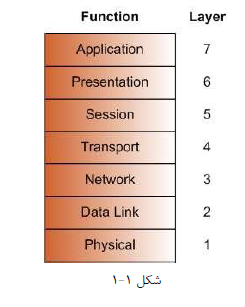 Function Layer
Application 7
Presentation 6
Session 5
Transport 4
Network 3
Data Link 2
Physical 1
شکل ۱-۱